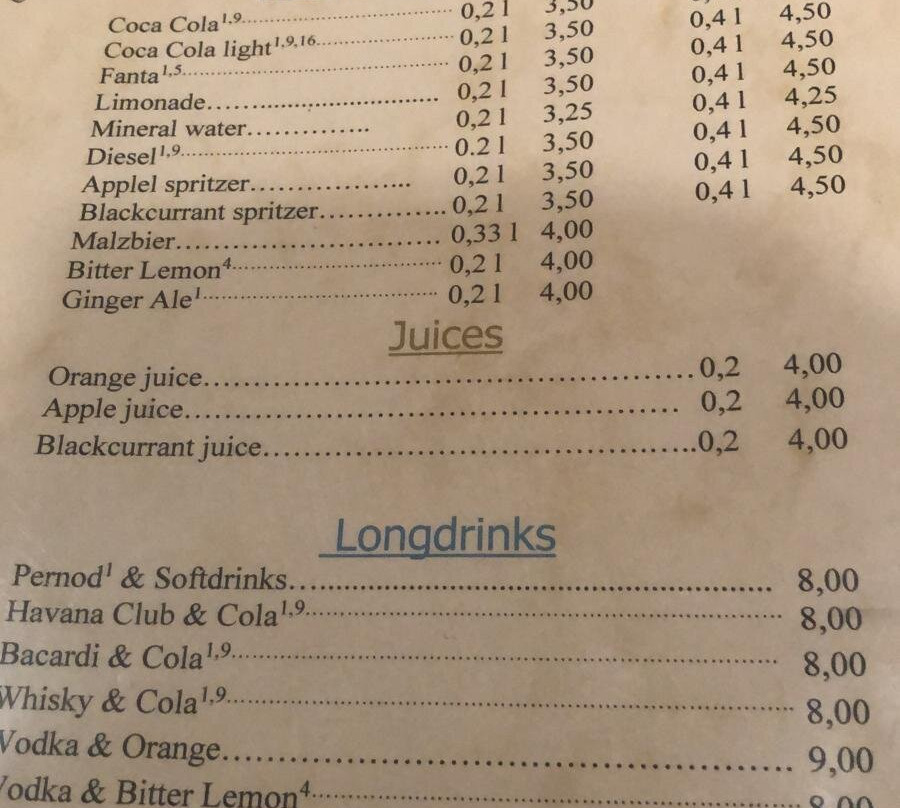 Coca Cola1,9 0,2 l 3,50
Coca Cola light1,9,16 0,2 l 3,50 0,4 l 4,50
Fanta1,5 0,2 l 3,50 0,4 l 4,50
Limonade 0,2 l 3,50 0,4 l 4,50
Mineral water 0,2 l 3,25 0,4 l 4,25
Diesel1,9 0.2 l 3,50 0,4 l 4,50
Applel spritzer 0,2 l 3,50 0,4 l 4,50
Blackcurrant spritzer 0,2 l 3,50 0,4 l 4,50
Malzbier 0,33 l 4,00
Bitter Lemon4 0,2 l 4,00
Ginger Ale1 0,2 l 4,00
Juices
Orange juice 0,2 4,00
Apple juice 0,2 4,00
Blackcurrant juice 0,2 4,00
Longdrinks
Pernod1 & Softdrinks 8,00
Havana Club & Cola1,9 8,00
Bacardi & Cola1,9 8,00
Whisky & Cola1,9 8,00
Vodka & Orange 9,00
Vodka & Bitter Lemon4